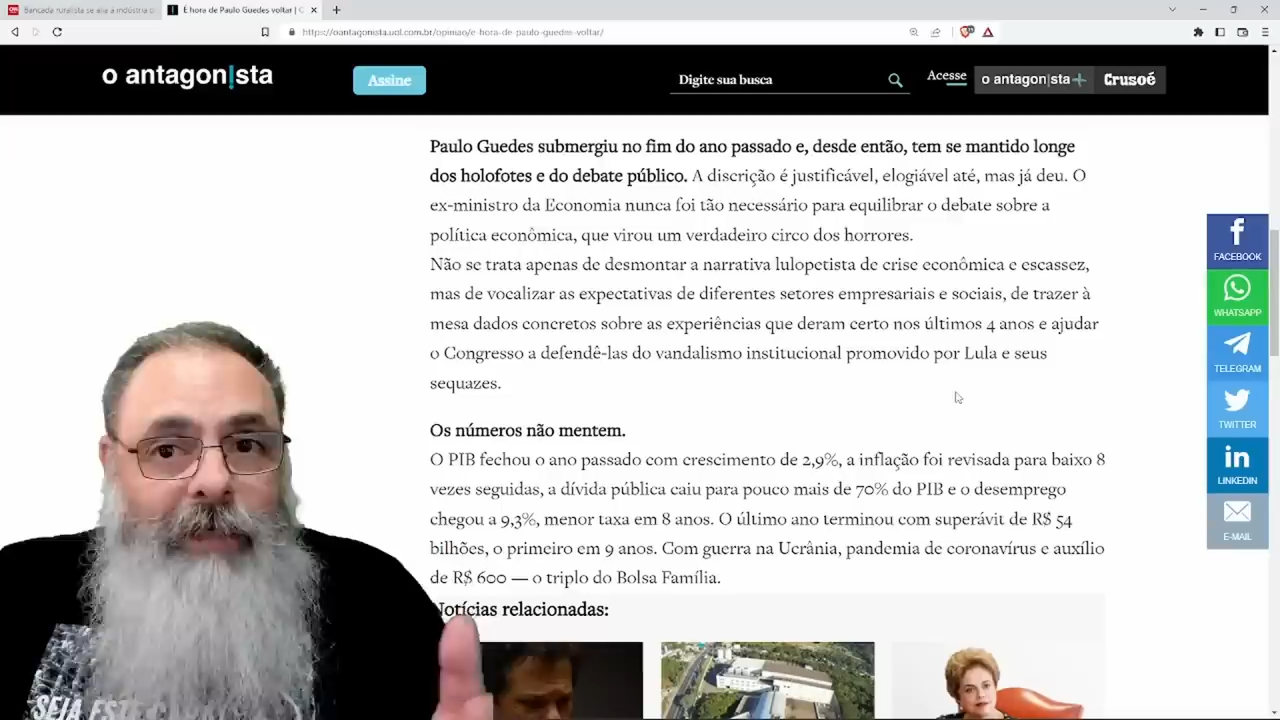 Bancada ruralista se alia à indústria
É hora de Paulo Guedes voltar |
https://oantagonista.uol.com.br/opiniao/e-hora-de-paulo-guedes-voltar/
o antagon!sta
Assine
Digite sua busca
Acesse
o antagon|sta+
Crusoé
Paulo Guedes submergiu no fim do ano passado e, desde então, tem se mantido longe
dos holofotes e do debate público. A discrição é justificável, elogiável até, mas já deu. O
ex-ministro da Economia nunca foi tão necessário para equilibrar o debate sobre a
política econômica, que virou um verdadeiro circo dos horrores.
Não se trata apenas de desmontar a narrativa lulopetista de crise econômica e escassez,
mas de vocalizar as expectativas de diferentes setores empresariais e sociais, de trazer à
mesa dados concretos sobre as experiências que deram certo nos últimos 4 anos e ajudar
o Congresso a defendê-las do vandalismo institucional promovido por Lula e seus
sequazes.
Os números não mentem.
O PIB fechou o ano passado com crescimento de 2,9%, a inflação foi revisada para baixo 8
vezes seguidas, a dívida pública caiu para pouco mais de 70% do PIB e o desemprego
chegou a 9,3%, menor taxa em 8 anos. O último ano terminou com superávit de R$ 54
bilhões, o primeiro em 9 anos. Com guerra na Ucrânia, pandemia de coronavírus e auxílio
de R$ 600 — o triplo do Bolsa Família.
Notícias relacionadas:
FACEBOOK
WHATSAPP
TELEGRAM
TWITTER
LINKEDIN
E-MAIL
SEJA ESTE